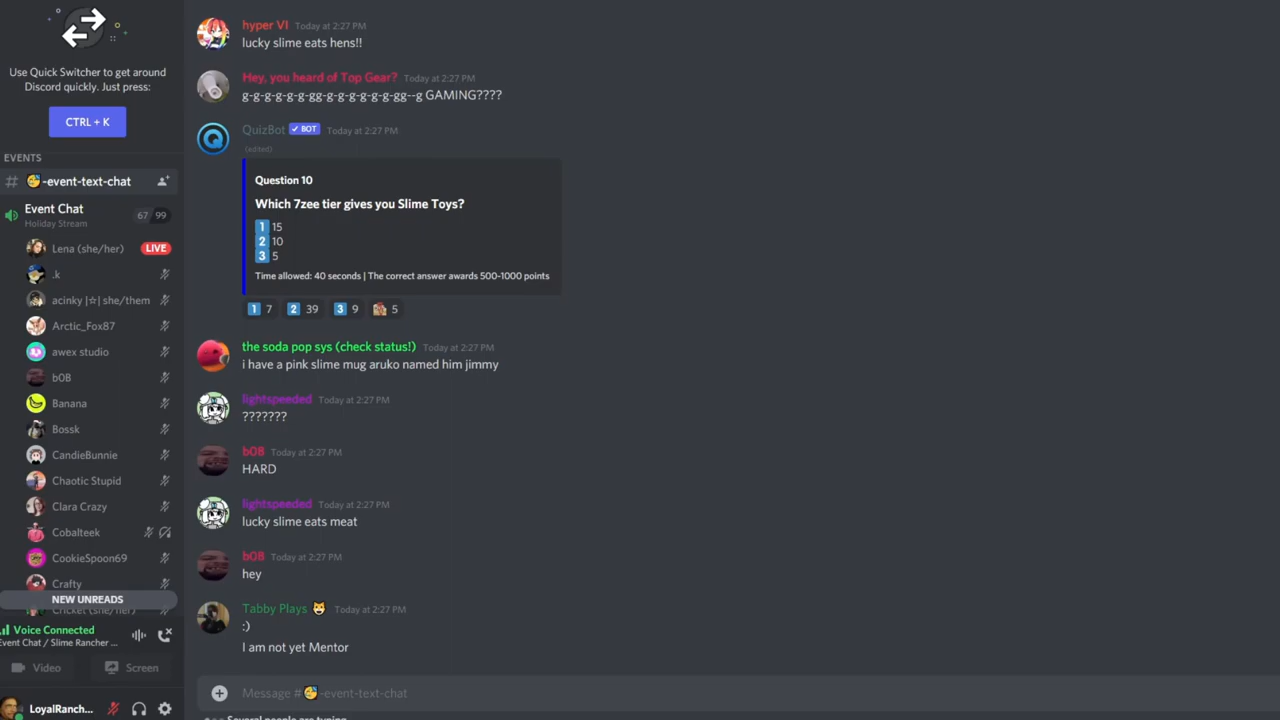 Use Quick Switcher to get around
Discord quickly. Just press:
CTRL + K
EVENTS
-event-text-chat
Event Chat
67 99
Holiday Stream
Lena (she/her) LIVE
.k
acinky |☆| she/them
Arctic_Fox87
awex studio
b08
Banana
Bossk
CandieBunnie
Chaotic Stupid
Clara Crazy
Cobalteek
CookieSpoon69
Crafty
NEW UNREADS
Cricket (she/her)
Voice Connected
Event Chat / Slime Rancher ...
Video Screen
LoyalRanch...
hyper VI Today at 2:27 PM
lucky slime eats hens!!
Hey, you heard of Top Gear? Today at 2:27 PM
g-g-g-g-g-g-gg-g-g-g-g-g-gg--g GAMING????
QuizBot ✓ BOT Today at 2:27 PM
(edited)
Question 10
Which 7zee tier gives you Slime Toys?
1 15
2 10
3 5
Time allowed: 40 seconds | The correct answer awards 500-1000 points
1 7 2 39 3 9 5
the soda pop sys (check status!) Today at 2:27 PM
i have a pink slime mug aruko named him jimmy
lightspeeded Today at 2:27 PM
???????
b08 Today at 2:27 PM
HARD
lightspeeded Today at 2:27 PM
lucky slime eats meat
b08 Today at 2:27 PM
hey
Tabby Plays Today at 2:27 PM
:)
I am not yet Mentor
Message #-event-text-chat
Several people are typing